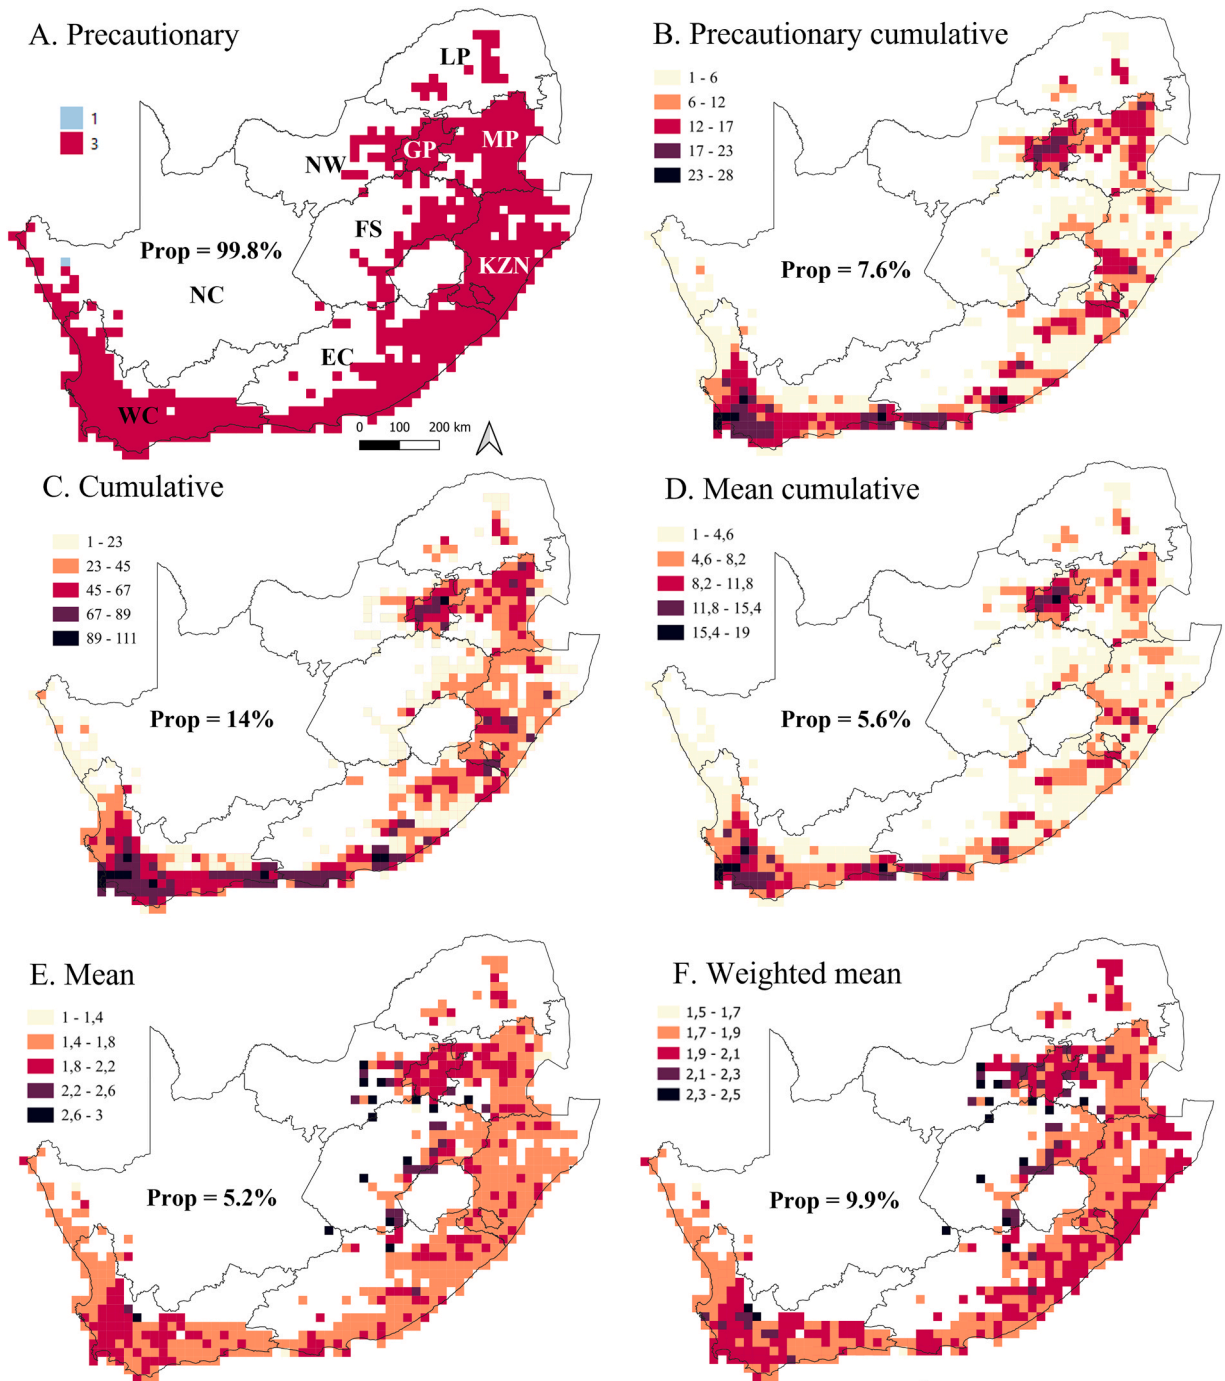 A. Precautionary
1
3
LP
NW
GP
MP
FS
Prop = 99.8%
NC
KZN
EC
WC
0 100 200 km
B. Precautionary cumulative
1 - 6
6 - 12
12 - 17
17 - 23
23 - 28
Prop = 7.6%
C. Cumulative
1 - 23
23 - 45
45 - 67
67 - 89
89 - 111
Prop = 14%
D. Mean cumulative
1 - 4,6
4,6 - 8,2
8,2 - 11,8
11,8 - 15,4
15,4 - 19
Prop = 5.6%
E. Mean
1 - 1,4
1,4 - 1,8
1,8 - 2,2
2,2 - 2,6
2,6 - 3
Prop = 5.2%
F. Weighted mean
1,5 - 1,7
1,7 - 1,9
1,9 - 2,1
2,1 - 2,3
2,3 - 2,5
Prop = 9.9%